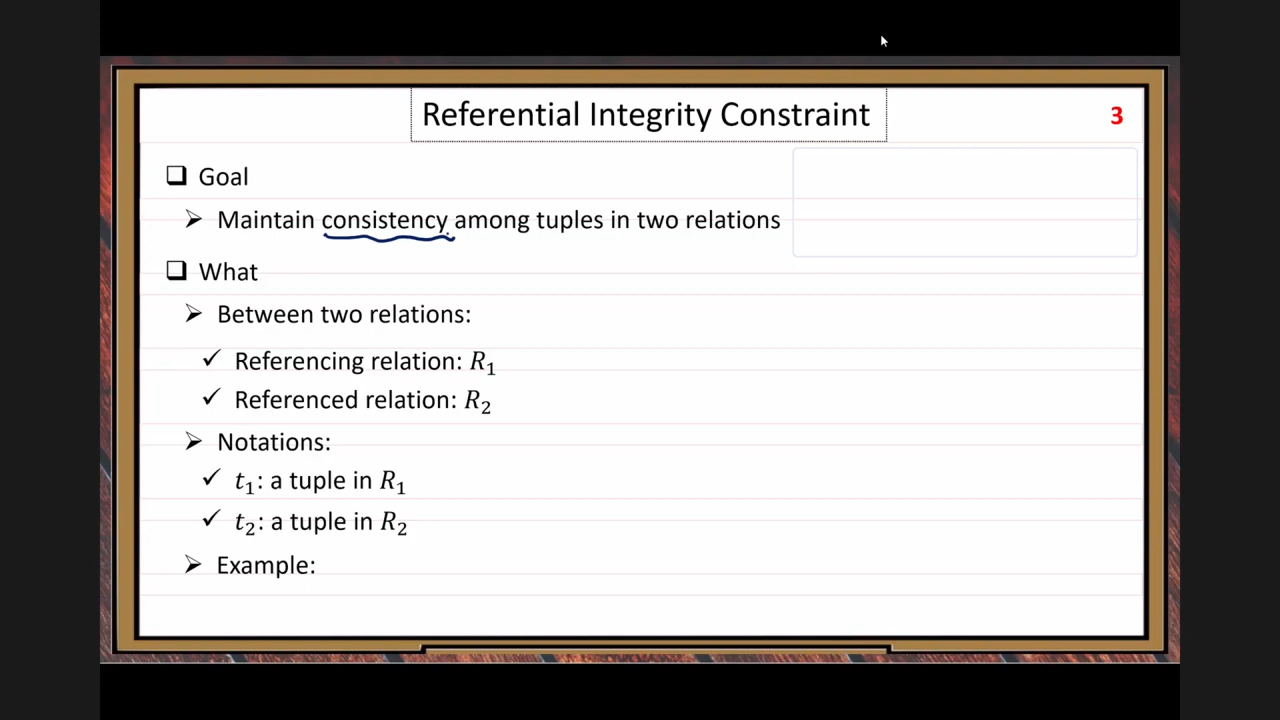 Referential Integrity Constraint
3
❑ Goal
➢ Maintain consistency among tuples in two relations
❑ What
➢ Between two relations:
✓ Referencing relation: R₁
✓ Referenced relation: R₂
➢ Notations:
✓ t₁: a tuple in R₁
✓ t₂: a tuple in R₂
➢ Example: